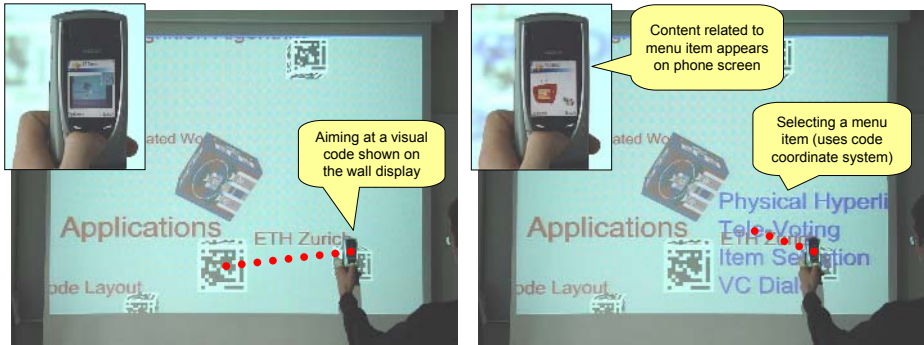 Aiming at a visual
code shown on
the wall display
ated Wo
Applications
ETH Zurich
ode Layout
Content related to
menu item appears
on phone screen
Selecting a menu
item (uses code
coordinate system)
ated Wo
Physical Hyperli
Applications
Tele-Voting
Item Selection
ode Layout
VC Dial